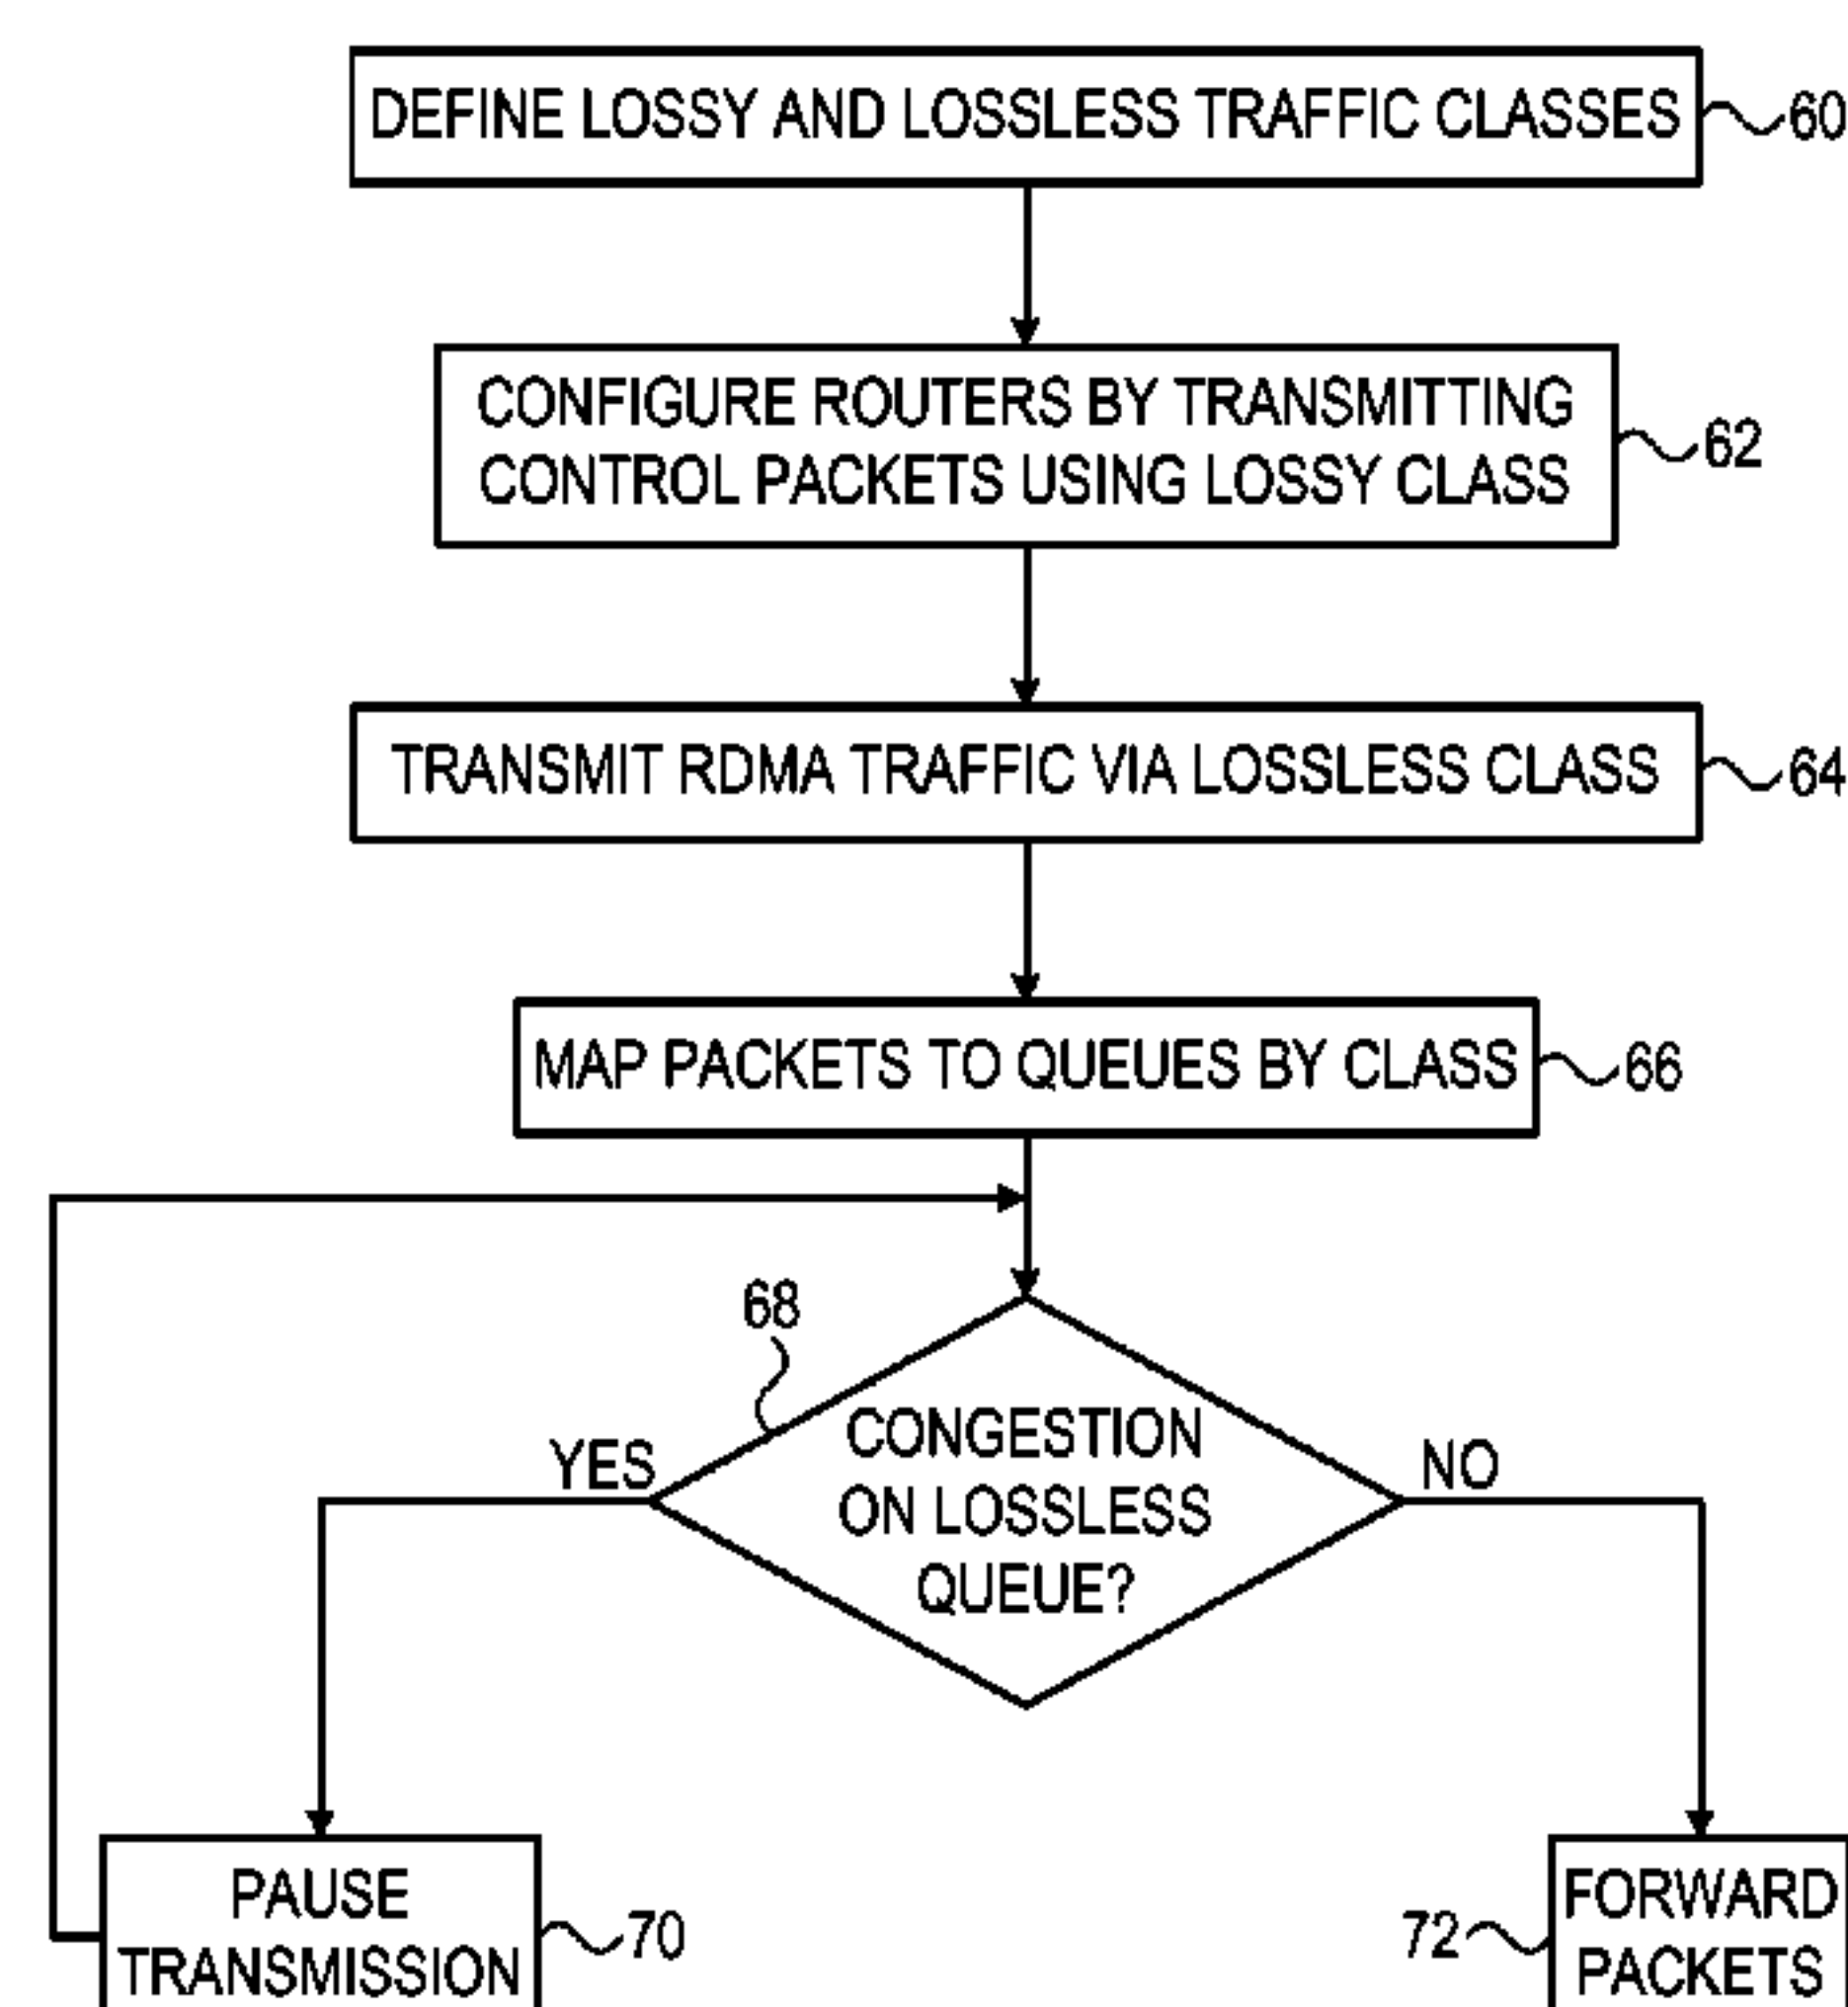 DEFINE LOSSY AND LOSSLESS TRAFFIC CLASSES
60
CONFIGURE ROUTERS BY TRANSMITTING
CONTROL PACKETS USING LOSSY CLASS
62
TRANSMIT RDMA TRAFFIC VIA LOSSLESS CLASS
64
MAP PACKETS TO QUEUES BY CLASS
66
68
CONGESTION
ON LOSSLESS
QUEUE?
YES
NO
PAUSE
TRANSMISSION
70
72
FORWARD
PACKETS